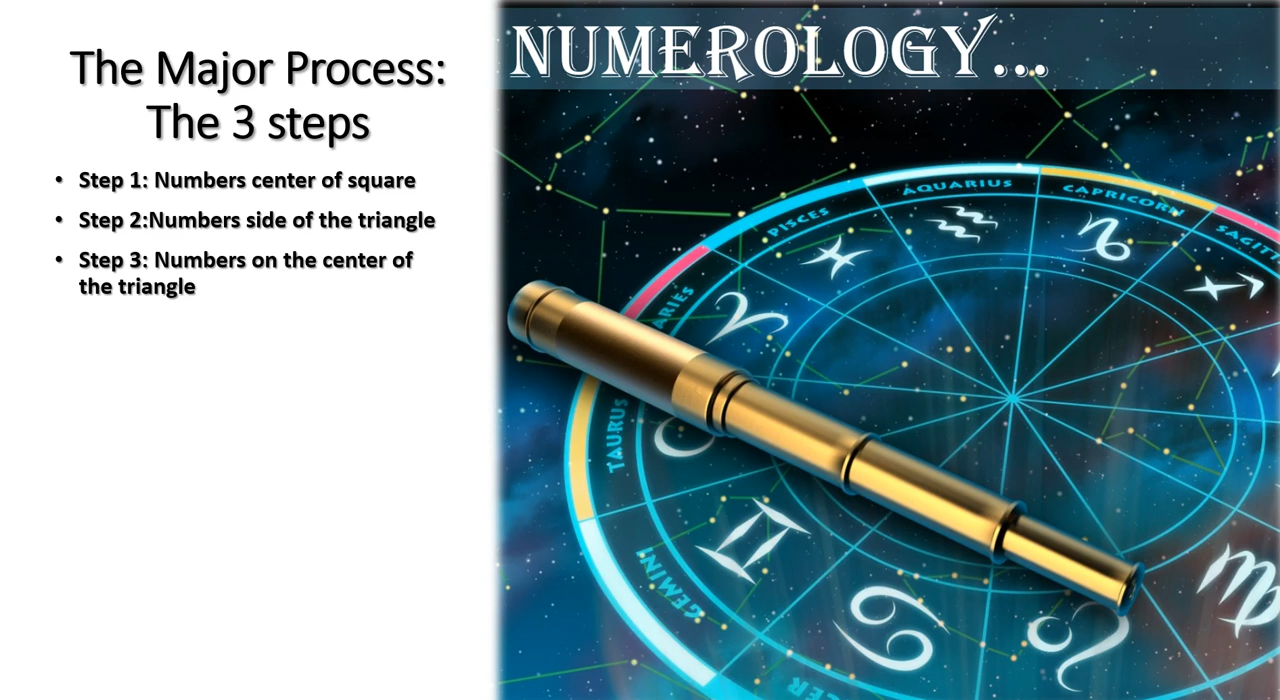 The Major Process:
The 3 steps
• Step 1: Numbers center of square
• Step 2:Numbers side of the triangle
• Step 3: Numbers on the center of
the triangle
NUMEROLOGY...
AQUARIUS
CAPRICORN
PISCES
ARIES
TAURUS
GEMINI